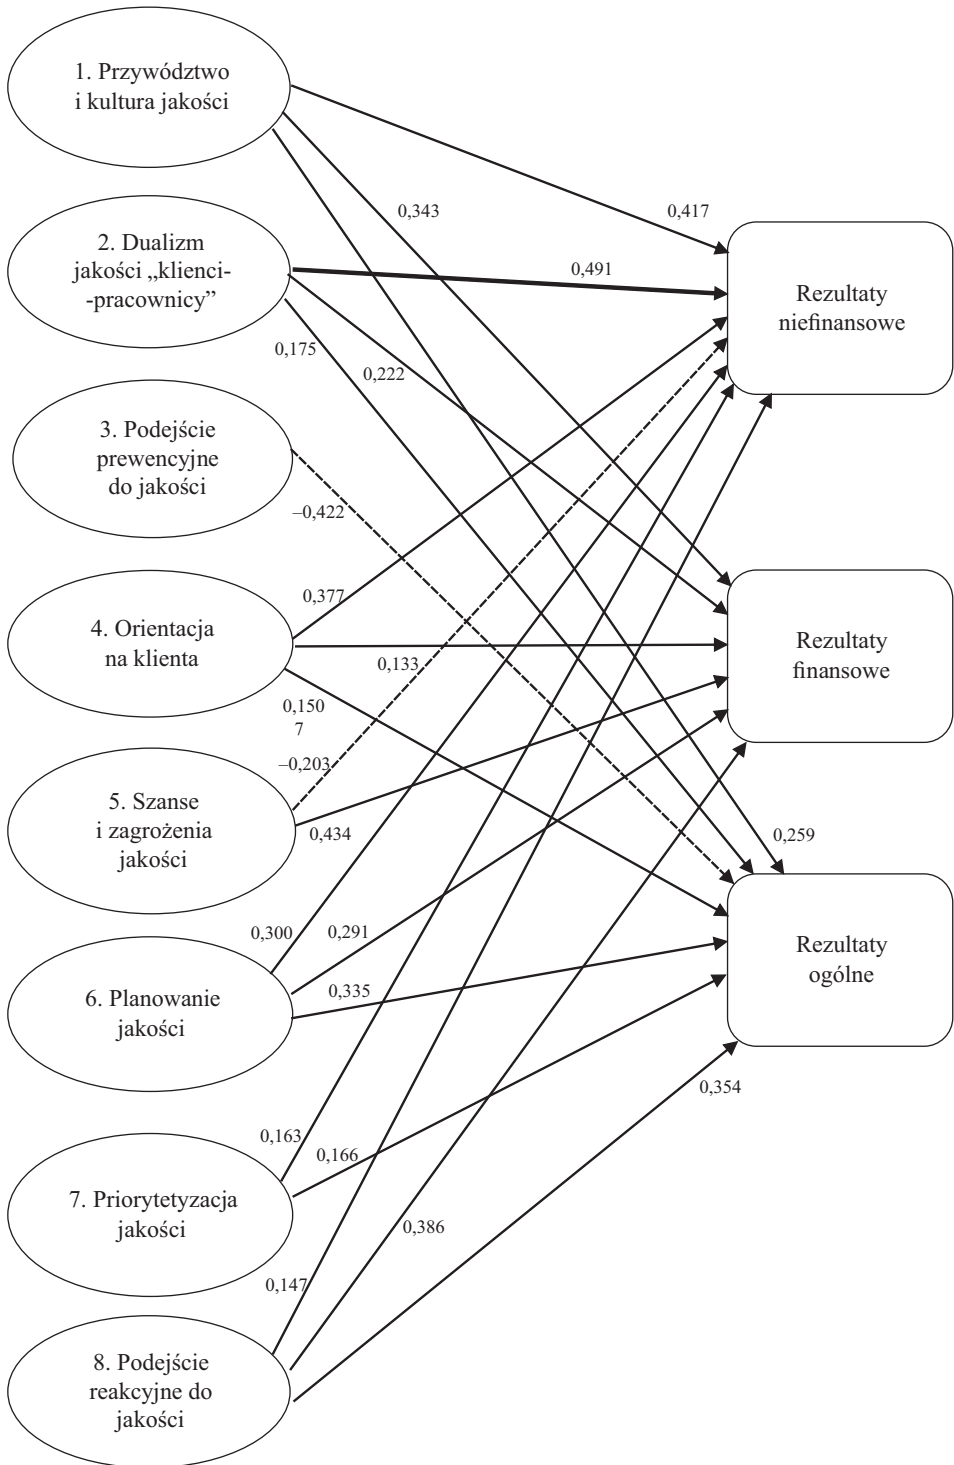 1. Przywództwo
i kultura jakości
0,343
0,417
2. Dualizm
jakości „klienci-
-pracownicy”
0,491
Rezultaty
niefinansowe
0,175
0,222
3. Podejście
prewencyjne
do jakości
–0,422
0,377
4. Orientacja
na klienta
0,133
Rezultaty
finansowe
0,150
7
–0,203
5. Szanse
i zagrożenia
jakości
0,434
0,259
0,300
0,291
Rezultaty
ogólne
6. Planowanie
jakości
0,335
0,354
0,163
0,166
7. Priorytetyzacja
jakości
0,386
0,147
8. Podejście
reakcyjne do
jakości